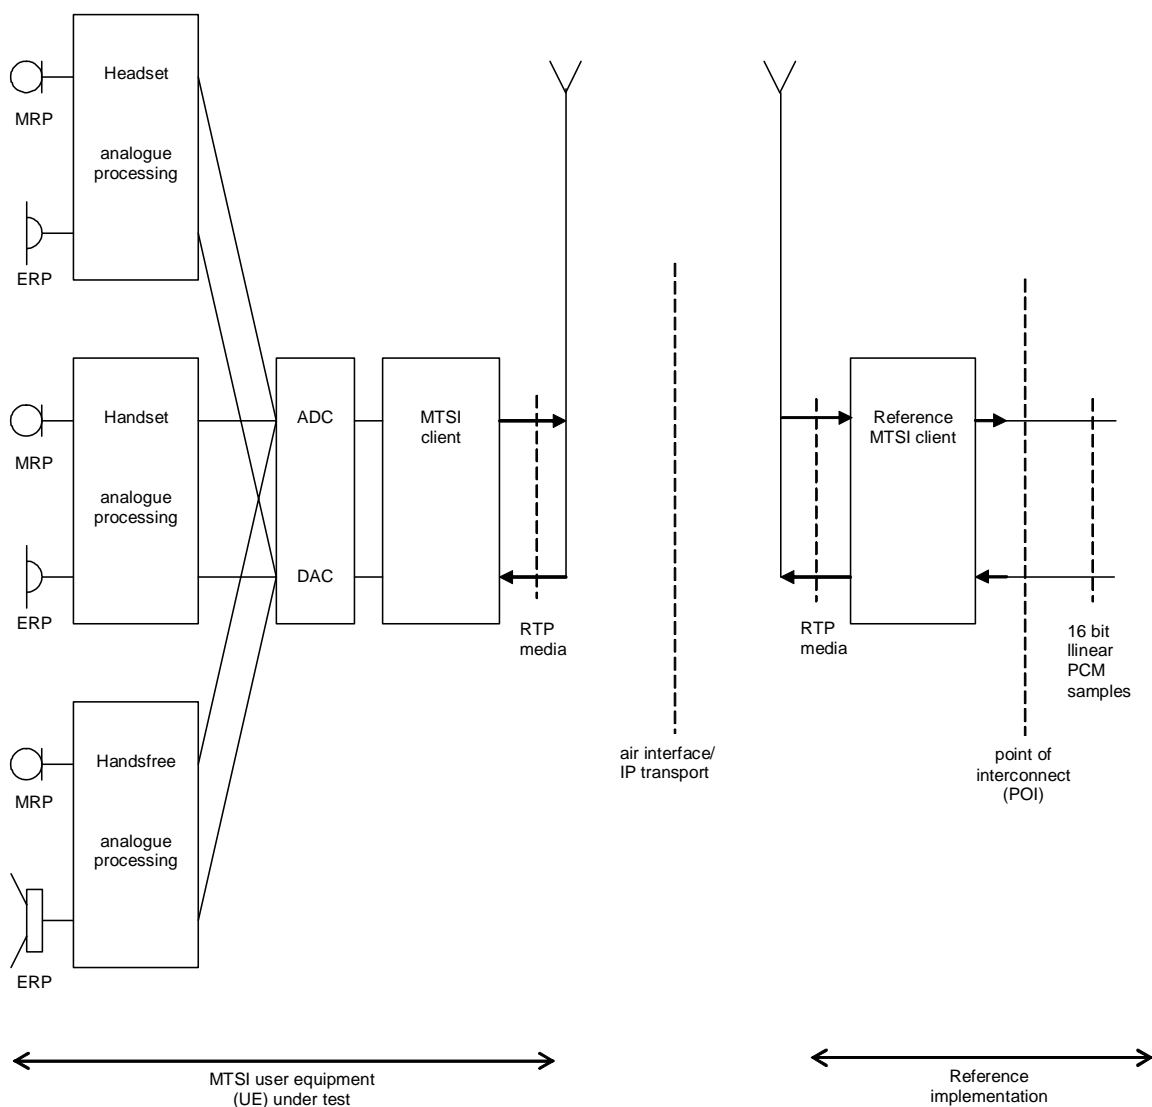 Headset
MRP
analogue
processing
ERP
Handset
MRP
analogue
processing
ERP
Handsfree
MRP
analogue
processing
ERP
ADC
DAC
MTSI
client
RTP
media
air interface/
IP transport
RTP
media
Reference
MTSI client
point of
interconnect
(POI)
16 bit
llinear
PCM
samples
MTSI user equipment
(UE) under test
Reference
implementation